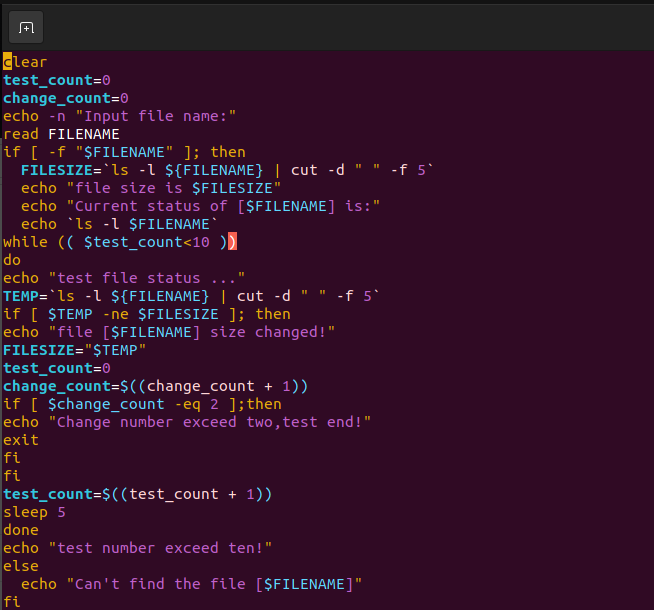 clear
test_count=0
change_count=0
echo -n "Input file name:"
read FILENAME
if [ -f "$FILENAME" ]; then
  FILESIZE=`ls -l ${FILENAME} | cut -d " " -f 5`
  echo "file size is $FILESIZE"
  echo "Current status of [$FILENAME] is:"
  echo `ls -l $FILENAME`
while (( $test_count<10 ))
do
echo "test file status ..."
TEMP=`ls -l ${FILENAME} | cut -d " " -f 5`
if [ $TEMP -ne $FILESIZE ]; then
echo "file [$FILENAME] size changed!"
FILESIZE="$TEMP"
test_count=0
change_count=$((change_count + 1))
if [ $change_count -eq 2 ];then
echo "Change number exceed two,test end!"
exit
fi
fi
test_count=$((test_count + 1))
sleep 5
done
echo "test number exceed ten!"
else
  echo "Can't find the file [$FILENAME]"
fi